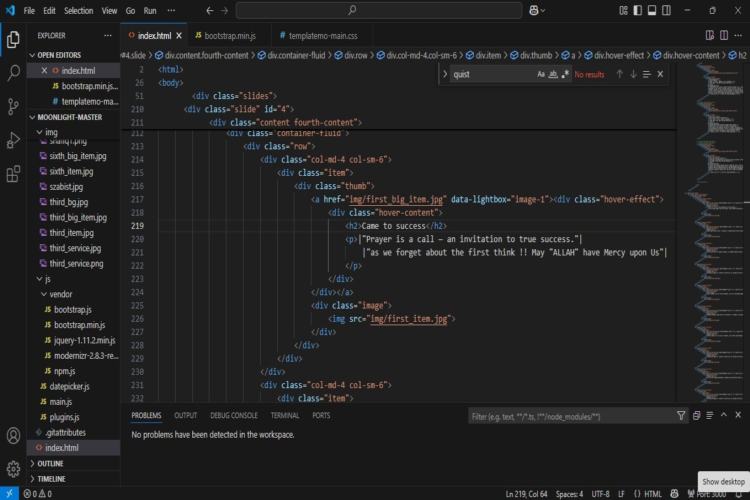 File Edit Selection View Go Run ···
EXPLORER ···
OPEN EDITORS
index.html
bootstrap.min.js...
templatemo-main...
MOONLIGHT-MASTER
img
sixth_big_item.jpg
sixth_item.jpg
szabist.jpg
third_bg.jpg
third_big_item.jpg
third_item.jpg
third_service.jpg
third_service.png
js
vendor
JS bootstrap.js
JS bootstrap.min.js
JS jquery-1.11.2.min.js
JS modernizr-2.8.3-re...
JS npm.js
JS datepicker.js
JS main.js
JS plugins.js
.gitattributes
index.html
OUTLINE
TIMELINE
index.html X JS bootstrap.min.js # templatemo-main.css
#4.slide > div.content.fourth-content > div.container-fluid > div.row > div.col-md-4.col-sm-6 > div.item > div.thumb > a > div.hover-effect > div.hover-content > h2
quist Aa ab .* No results
2 <html>
26 <body>
51 <div class="slides">
210 <div class="slide" id="4">
211 <div class="content fourth-content">
212 <div class="container-fluid">
213 <div class="row">
214 <div class="col-md-4 col-sm-6">
215 <div class="item">
216 <div class="thumb">
217 <a href="img/first_big_item.jpg" data-lightbox="image-1"><div class="hover-effect">
218 <div class="hover-content">
219 <h2>Came to success</h2>
220 <p>|"Prayer is a call – an invitation to true success."|
221 |"as we forget about the first think !! May "ALLAH" have Mercy upon Us"|
222 </p>
223 </div>
224 </div></a>
225 <div class="image">
226 <img src="img/first_item.jpg">
227 </div>
228 </div>
229 </div>
230 </div>
231 <div class="col-md-4 col-sm-6">
232 <div class="item">
PROBLEMS OUTPUT DEBUG CONSOLE TERMINAL PORTS
Filter (e.g. text, **/*.ts, !**/node_modules/**)
No problems have been detected in the workspace.
0 0
Ln 219, Col 64 Spaces: 4 UTF-8 LF {} HTML Port: 3000
Show desktop